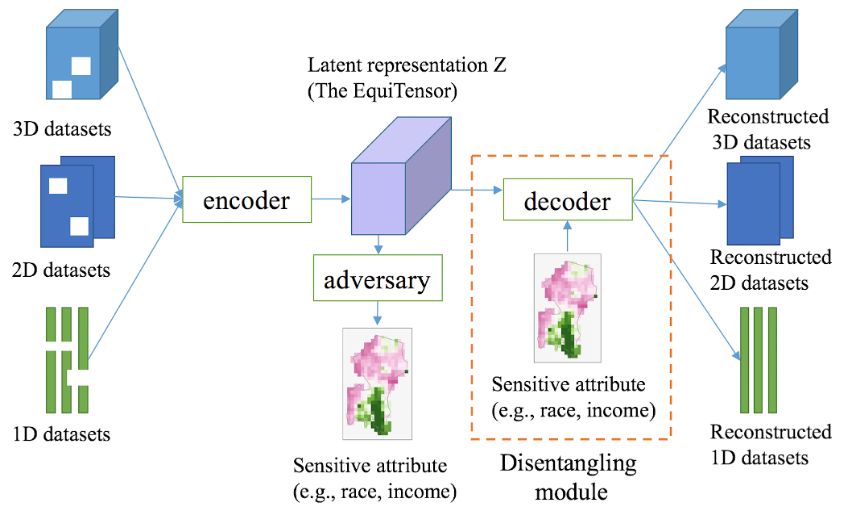 3D datasets
2D datasets
1D datasets
encoder
Latent representation Z
(The EquiTensor)
adversary
Sensitive attribute
(e.g., race, income)
decoder
Sensitive attribute
(e.g., race, income)
Disentangling
module
Reconstructed
3D datasets
Reconstructed
2D datasets
Reconstructed
1D datasets